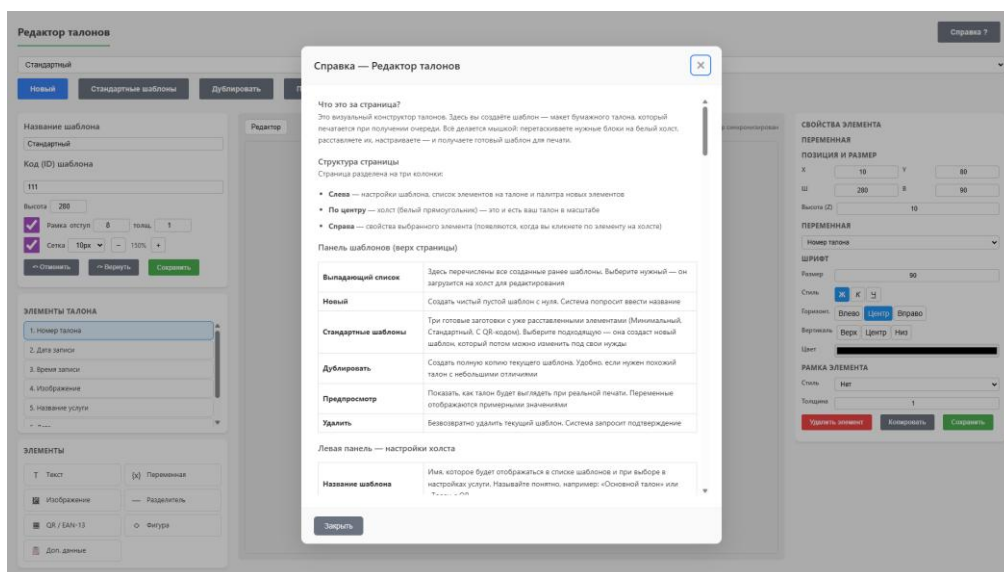 Редактор талонов
Справка ?
Стандартный
Новый
Стандартные шаблоны
Дублировать
Название шаблона
Стандартный
Код (ID) шаблона
111
Высота 280
Рамка отступ 8 толщ. 1
Сетка 10px − 150% +
Отменить
Вернуть
Сохранить
ЭЛЕМЕНТЫ ТАЛОНА
1. Номер талона
2. Дата записи
3. Время записи
4. Изображение
5. Название услуги
ЭЛЕМЕНТЫ
T Текст
{x} Переменная
Изображение
Разделитель
QR / EAN-13
Фигура
Доп. данные
Редактор
Справка — Редактор талонов
Что это за страница?
Это визуальный конструктор талонов. Здесь вы создаёте шаблон — макет бумажного талона, который
печатается при получении очереди. Всё делается мышкой: перетаскиваете нужные блоки на белый холст,
расставляете их, настраиваете — и получаете готовый шаблон для печати.
Структура страницы
Страница разделена на три колонки:
• Слева — настройки шаблона, список элементов на талоне и палитра новых элементов
• По центру — холст (белый прямоугольник) — это и есть ваш талон в масштабе
• Справа — свойства выбранного элемента (появляются, когда вы кликнете по элементу на холсте)
Панель шаблонов (верх страницы)
Выпадающий список
Здесь перечислены все созданные ранее шаблоны. Выберите нужный — он
загрузится на холст для редактирования
Новый
Создать чистый пустой шаблон с нуля. Система попросит ввести название
Стандартные шаблоны
Три готовые заготовки с уже расставленными элементами (Минимальный,
Стандартный, С QR-кодом). Выберите подходящую — она создаст новый
шаблон, который потом можно изменить под свои нужды
Дублировать
Создать полную копию текущего шаблона. Удобно, если нужен похожий
талон с небольшими отличиями
Предпросмотр
Показать, как талон будет выглядеть при реальной печати. Переменные
отображаются примерными значениями
Удалить
Безвозвратно удалить текущий шаблон. Система запросит подтверждение
Левая панель — настройки холста
Название шаблона
Имя, которое будет отображаться в списке шаблонов и при выборе в
настройках услуги. Называйте понятно, например: «Основной талон» или
Закрыть
СВОЙСТВА ЭЛЕМЕНТА
ПЕРЕМЕННАЯ
ПОЗИЦИЯ И РАЗМЕР
X 10 Y 80
Ш 280 В 90
Высота (Z) 10
ПЕРЕМЕННАЯ
Номер талона
ШРИФТ
Размер 90
Стиль Ж К Ч
Горизонт. Влево Центр Вправо
Вертикаль Верх Центр Низ
Цвет
РАМКА ЭЛЕМЕНТА
Стиль Нет
Толщина 1
Удалить элемент
Копировать
Сохранить